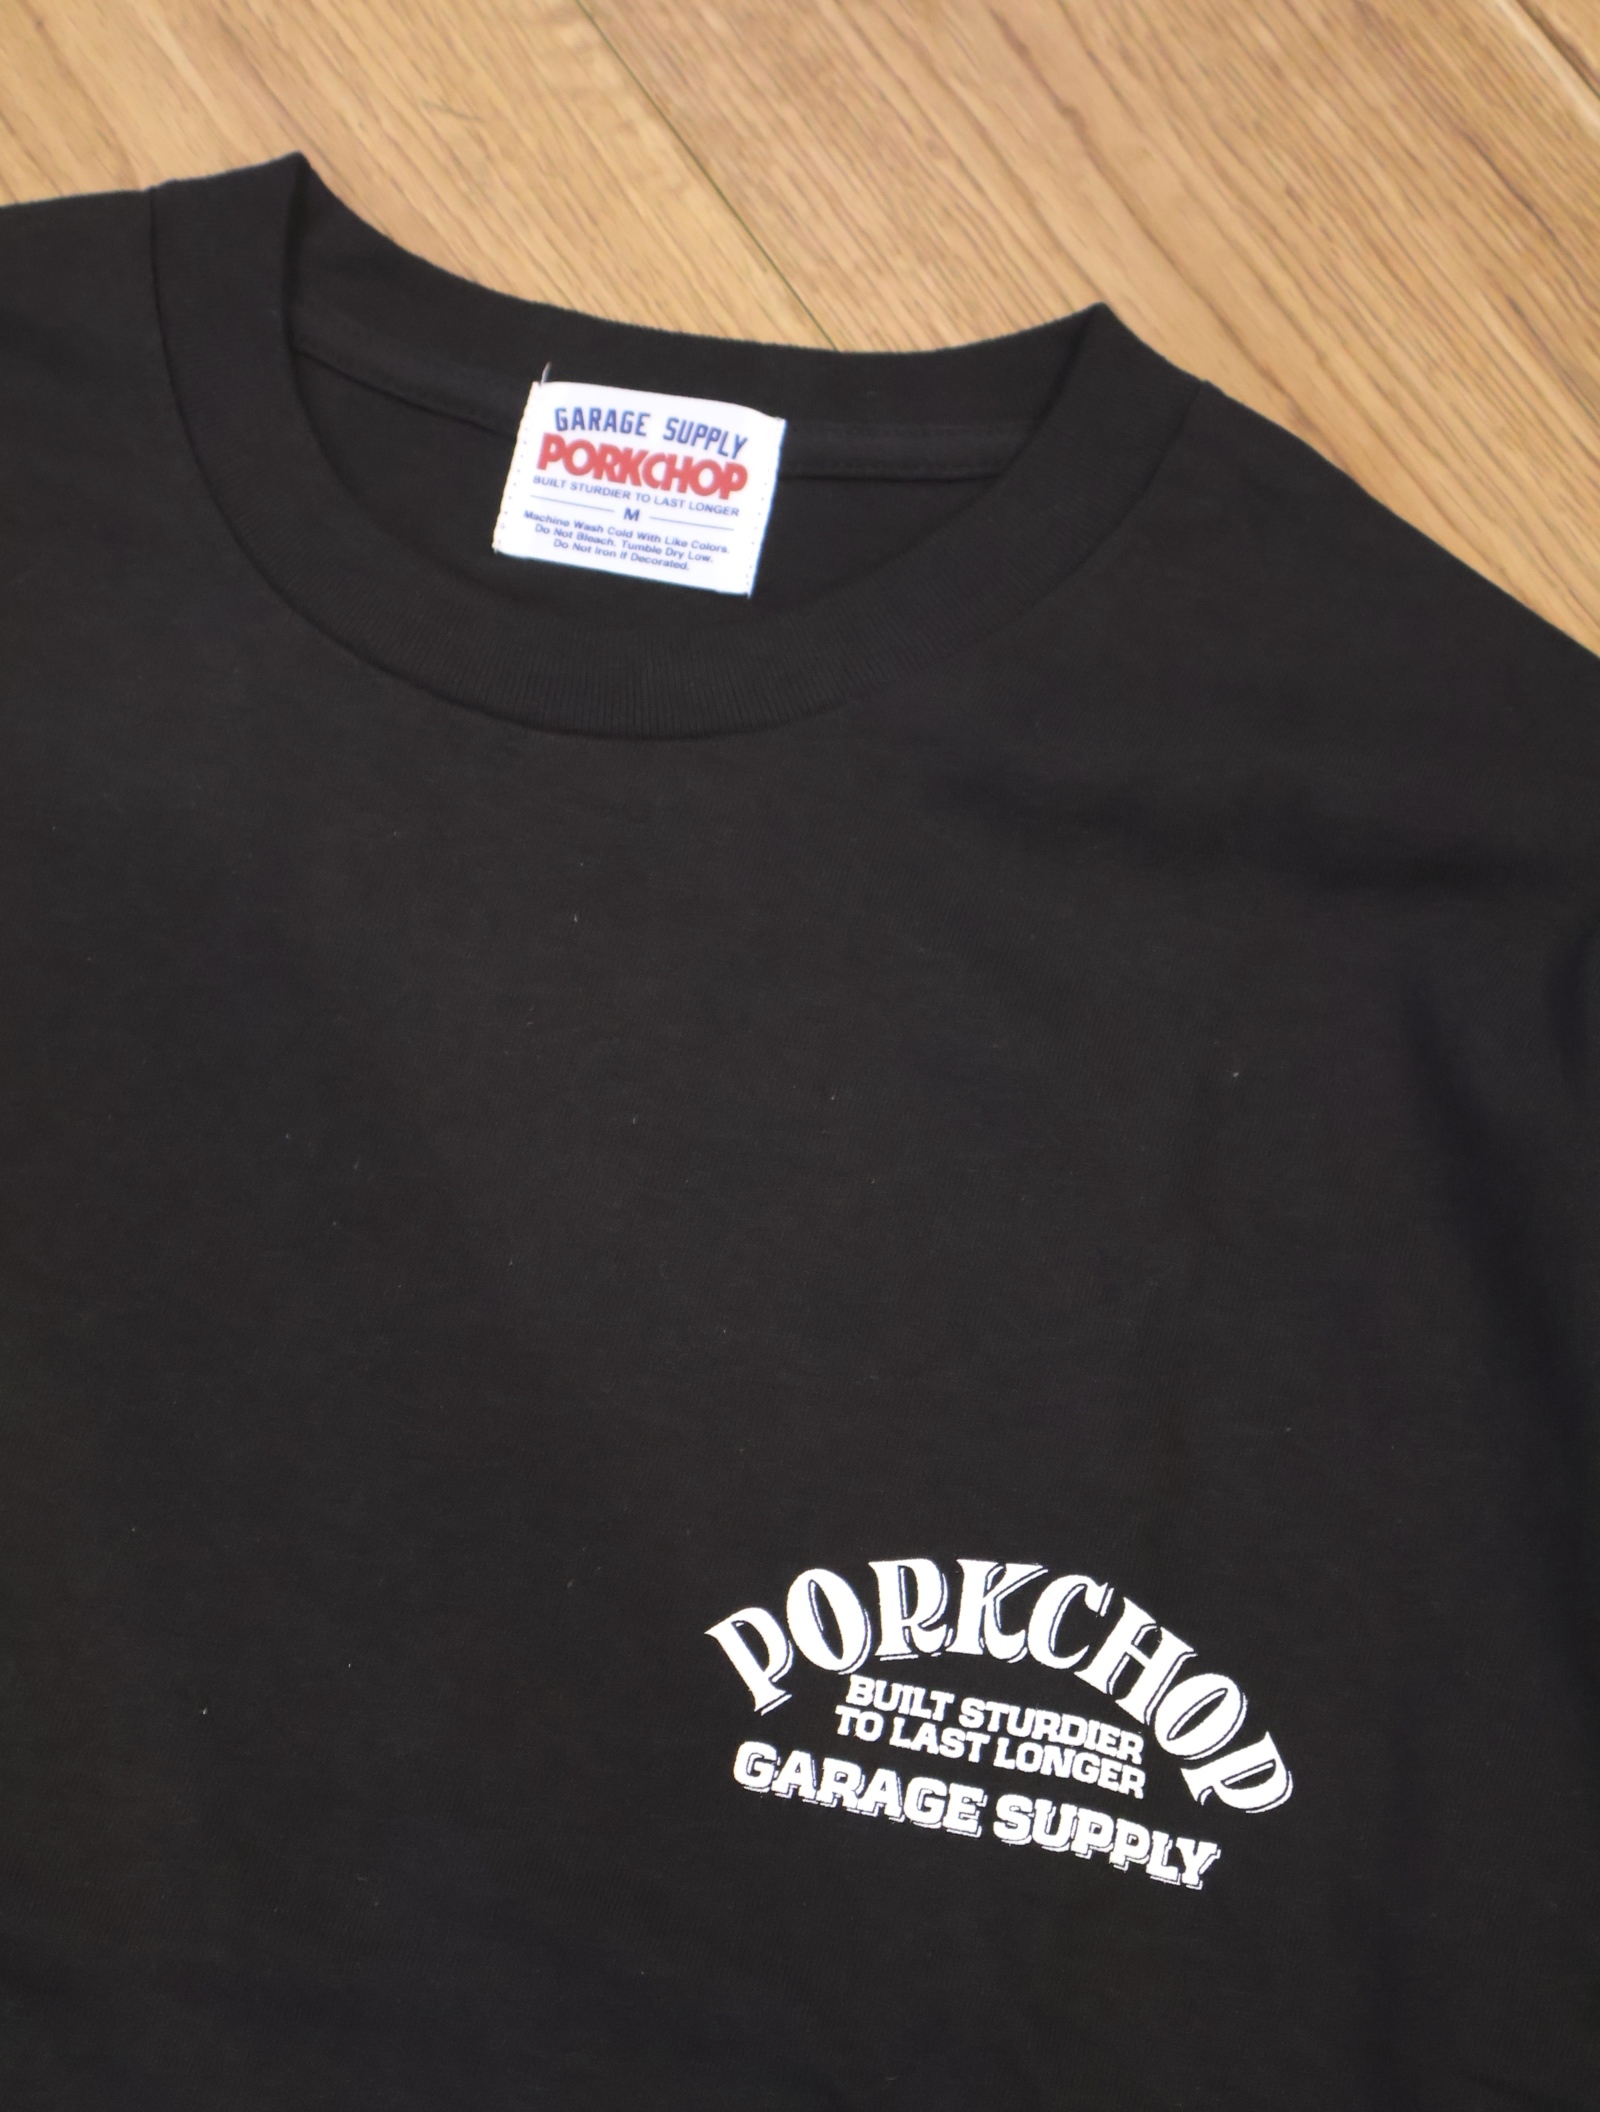 GARAGE SUPPLY
PORKCHOP
BUILT STURDIER TO LAST LONGER
M
Machine Wash Cold With Like Colors.
Do Not Bleach. Tumble Dry Low.
Do Not Iron if Decorated.
PORKCHOP
BUILT STURDIER
TO LAST LONGER
GARAGE SUPPLY